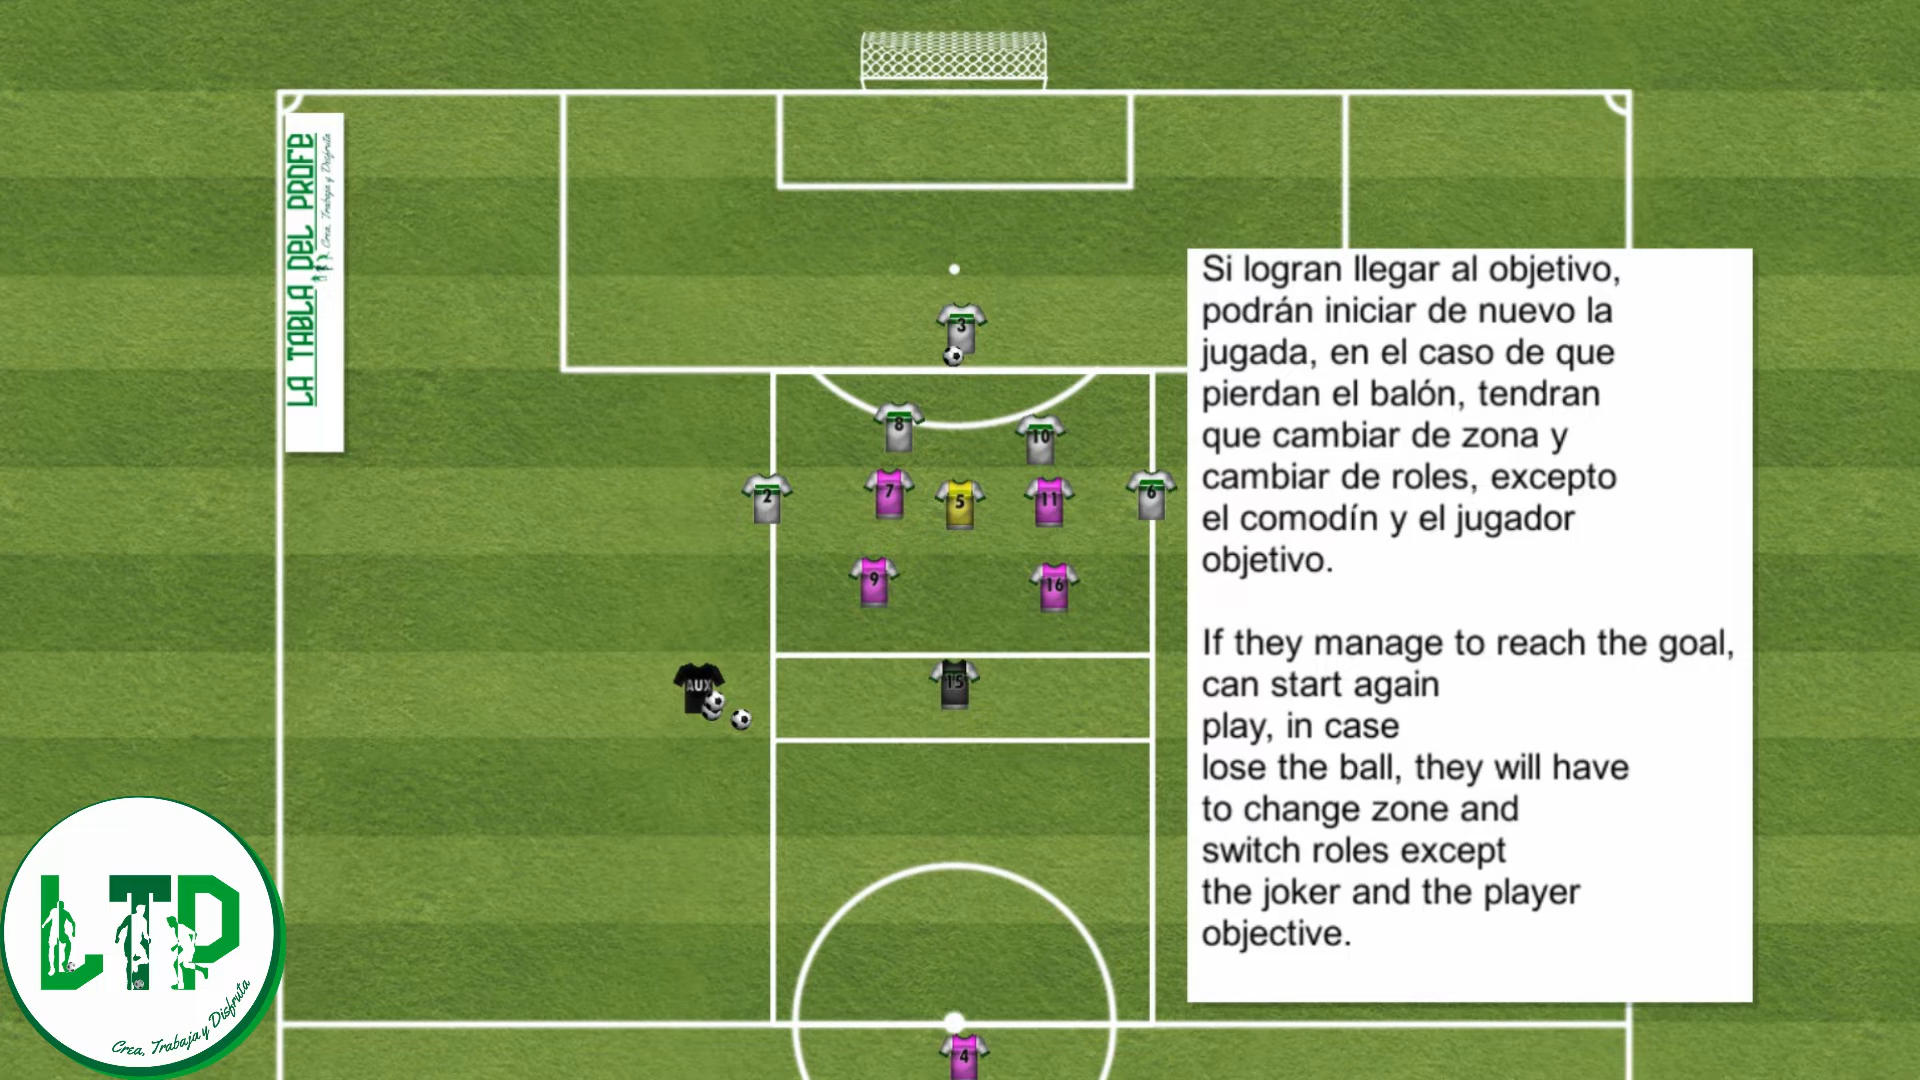 LA TABLA DEL PROFE
Crea, Trabaja y Disfruta
3
8
10
2
7
5
11
6
9
16
AUX
15
4
Si logran llegar al objetivo,
podrán iniciar de nuevo la
jugada, en el caso de que
pierdan el balón, tendran
que cambiar de zona y
cambiar de roles, excepto
el comodín y el jugador
objetivo.
If they manage to reach the goal,
can start again
play, in case
lose the ball, they will have
to change zone and
switch roles except
the joker and the player
objective.
LTP
Crea, Trabaja y Disfruta